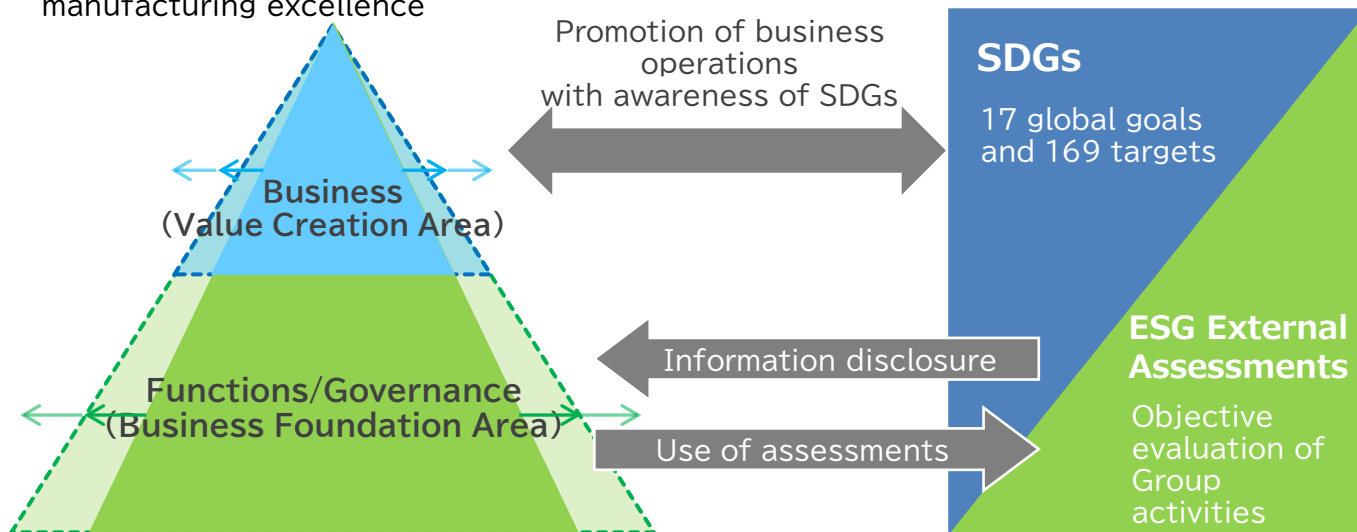 manufacturing excellence
Promotion of business
operations
with awareness of SDGs
SDGs
17 global goals
and 169 targets
Business
(Value Creation Area)
Information disclosure
ESG External
Assessments
Functions/Governance
(Business Foundation Area)
Use of assessments
Objective
evaluation of
Group
activities